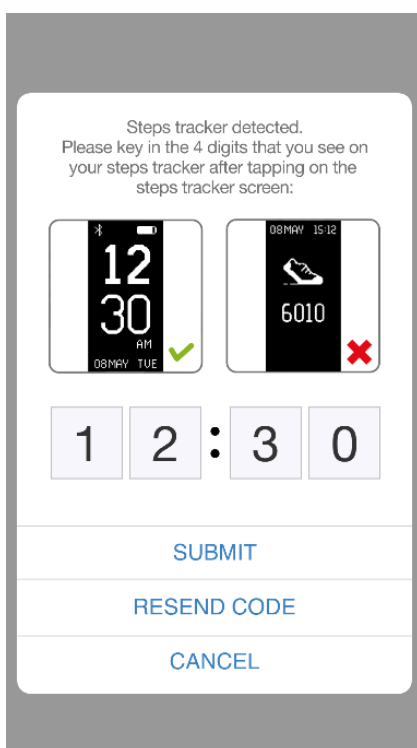 Steps tracker detected.
Please key in the 4 digits that you see on
your steps tracker after tapping on the
steps tracker screen:
12
30
AM
08MAY TUE
08MAY 15:12
6010
1 2 : 3 0
SUBMIT
RESEND CODE
CANCEL